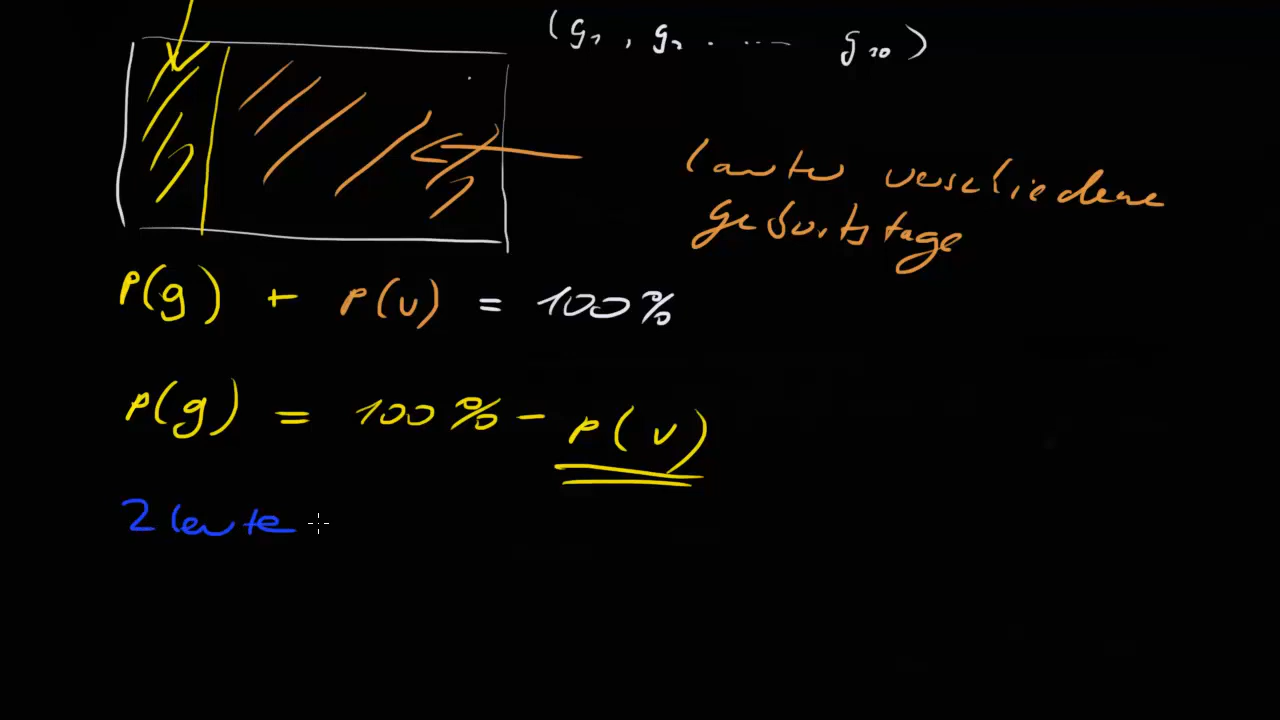 (g₁, g₂ . .... g₁₀)
lauter verschiedene
geburtstage
p(g) + p(v) = 100%
p(g) = 100% - p(v)
2 leute